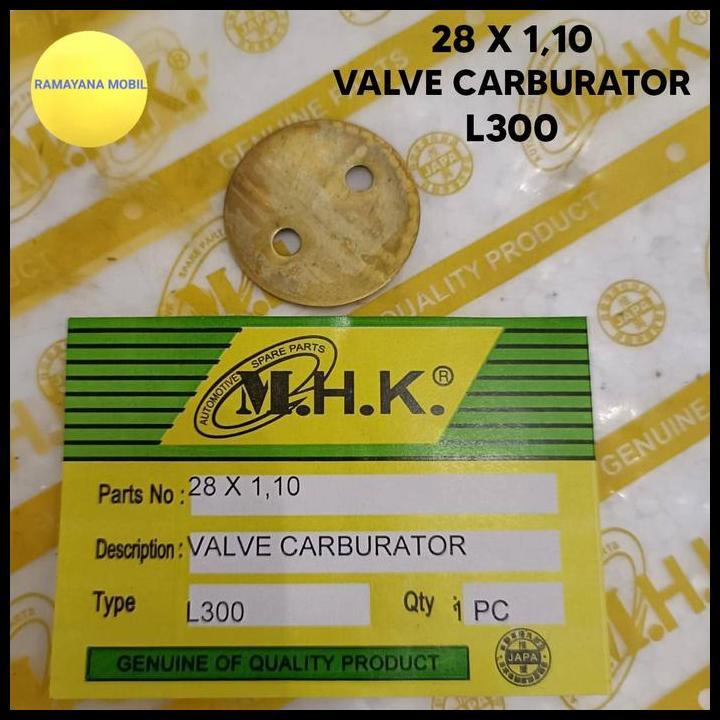 RAMAYANA MOBIL
28 X 1,10
VALVE CARBURATOR
L300
QUALITY PRODUCT
GENUINE
AUTOMOTIVE SPARE PARTS
M.H.K.®
Parts No : 28 X 1,10
Description : VALVE CARBURATOR
Type L300 Qty : 1 PC
GENUINE OF QUALITY PRODUCT
JAPA